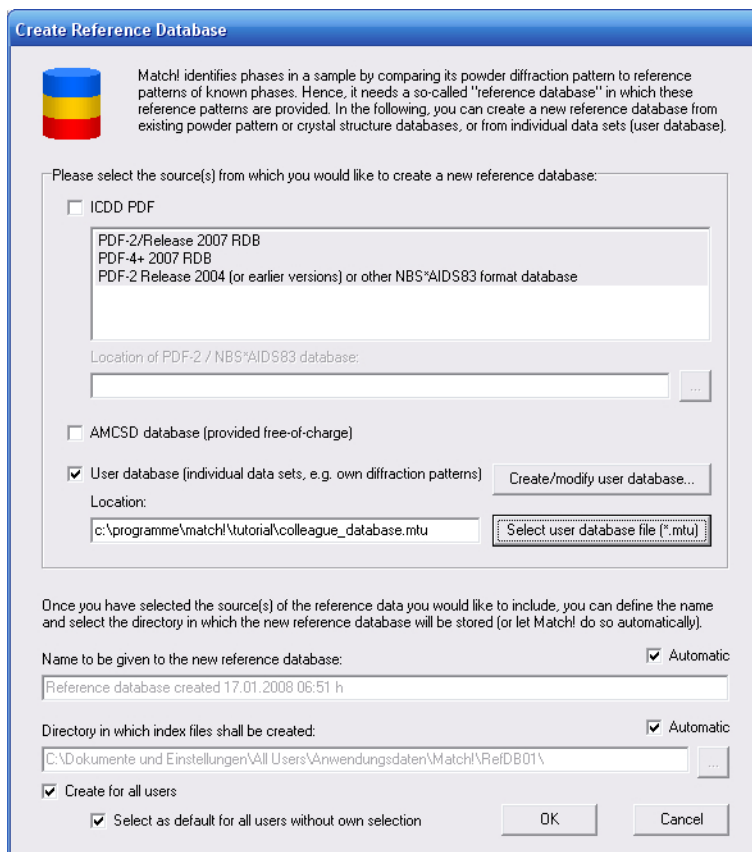 Create Reference Database
Match! identifies phases in a sample by comparing its powder diffraction pattern to reference
patterns of known phases. Hence, it needs a so-called "reference database" in which these
reference patterns are provided. In the following, you can create a new reference database from
existing powder pattern or crystal structure databases, or from individual data sets (user database).
Please select the source(s) from which you would like to create a new reference database:
ICDD PDF
PDF-2/Release 2007 RDB
PDF-4+ 2007 RDB
PDF-2 Release 2004 (or earlier versions) or other NBS*AIDS83 format database
Location of PDF-2 / NBS*AIDS83 database:
...
AMCSD database (provided free-of-charge)
User database (individual data sets, e.g. own diffraction patterns)
Create/modify user database...
Location:
c:\programme\match!\tutorial\colleague_database.mtu
Select user database file (*.mtu)
Once you have selected the source(s) of the reference data you would like to include, you can define the name
and select the directory in which the new reference database will be stored (or let Match! do so automatically).
Name to be given to the new reference database:
Automatic
Reference database created 17.01.2008 06:51 h
Directory in which index files shall be created:
Automatic
C:\Dokumente und Einstellungen\All Users\Anwendungsdaten\Match!\RefDB01\
...
Create for all users
Select as default for all users without own selection
OK
Cancel